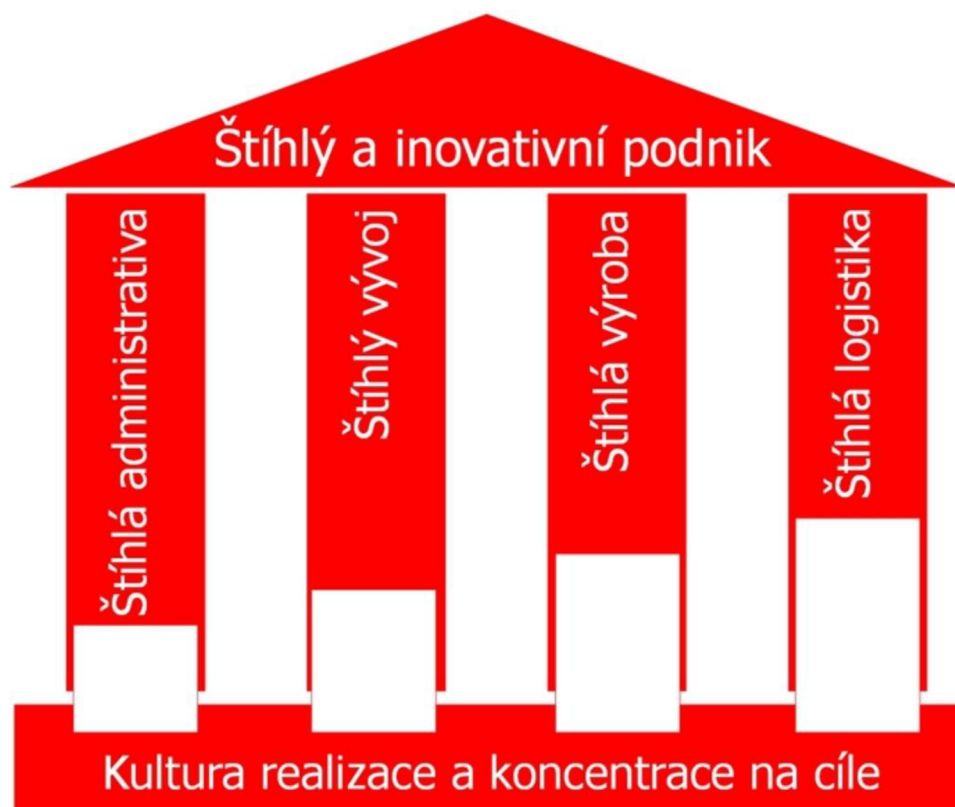 Štíhlý a inovativní podnik
Štíhlá administrativa
Štíhlý vývoj
Štíhlá výroba
Štíhlá logistika
Kultura realizace a koncentrace na cíle